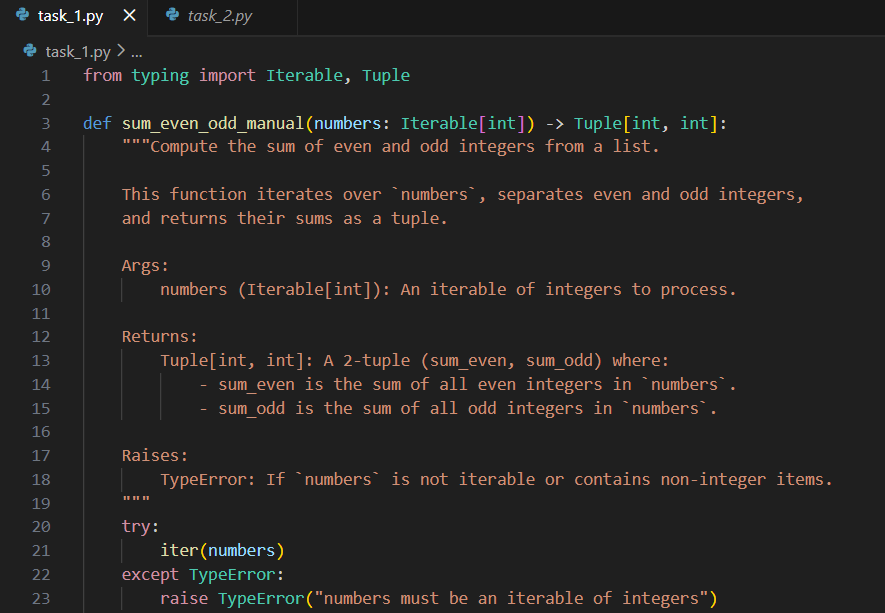 task_1.py
task_2.py
task_1.py > ...
1 from typing import Iterable, Tuple
2
3 def sum_even_odd_manual(numbers: Iterable[int]) -> Tuple[int, int]:
4 """Compute the sum of even and odd integers from a list.
5
6 This function iterates over `numbers`, separates even and odd integers,
7 and returns their sums as a tuple.
8
9 Args:
10 numbers (Iterable[int]): An iterable of integers to process.
11
12 Returns:
13 Tuple[int, int]: A 2-tuple (sum_even, sum_odd) where:
14 - sum_even is the sum of all even integers in `numbers`.
15 - sum_odd is the sum of all odd integers in `numbers`.
16
17 Raises:
18 TypeError: If `numbers` is not iterable or contains non-integer items.
19 """
20 try:
21 iter(numbers)
22 except TypeError:
23 raise TypeError("numbers must be an iterable of integers")